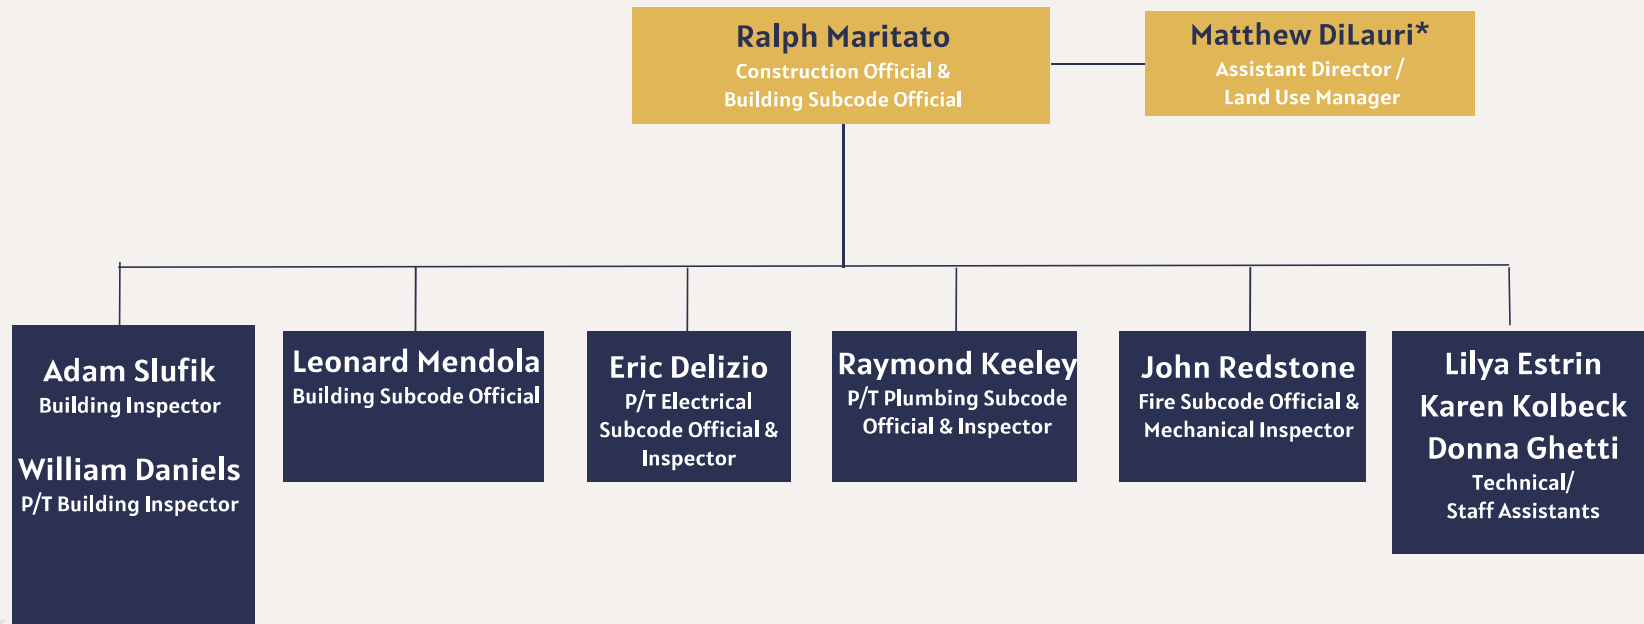 Ralph Maritato
Construction Official &
Building Subcode Official
Matthew DiLauri*
Assistant Director /
Land Use Manager
Adam Slufik
Building Inspector
William Daniels
P/T Building Inspector
Leonard Mendola
Building Subcode Official
Eric Delizio
P/T Electrical
Subcode Official &
Inspector
Raymond Keeley
P/T Plumbing Subcode
Official & Inspector
John Redstone
Fire Subcode Official &
Mechanical Inspector
Lilya Estrin
Karen Kolbeck
Donna Ghetti
Technical/
Staff Assistants